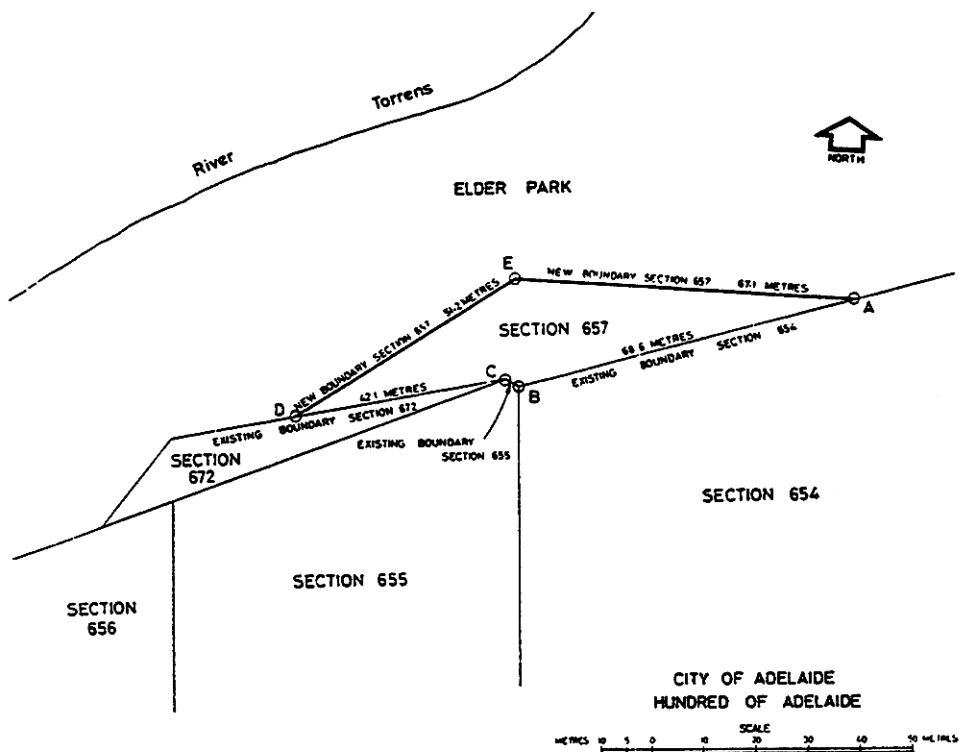 River Torrens
NORTH
ELDER PARK
E
NEW BOUNDARY SECTION 657 67.1 METRES
A
NEW BOUNDARY SECTION 657 51.2 METRES
SECTION 657
68.6 METRES
EXISTING BOUNDARY SECTION 654
C
B
D
42.1 METRES
EXISTING BOUNDARY SECTION 672
EXISTING BOUNDARY
SECTION 655
SECTION
672
SECTION 654
SECTION 655
SECTION
656
CITY OF ADELAIDE
HUNDRED OF ADELAIDE
SCALE
METRES 10 5 0 10 20 30 40 50 METRES